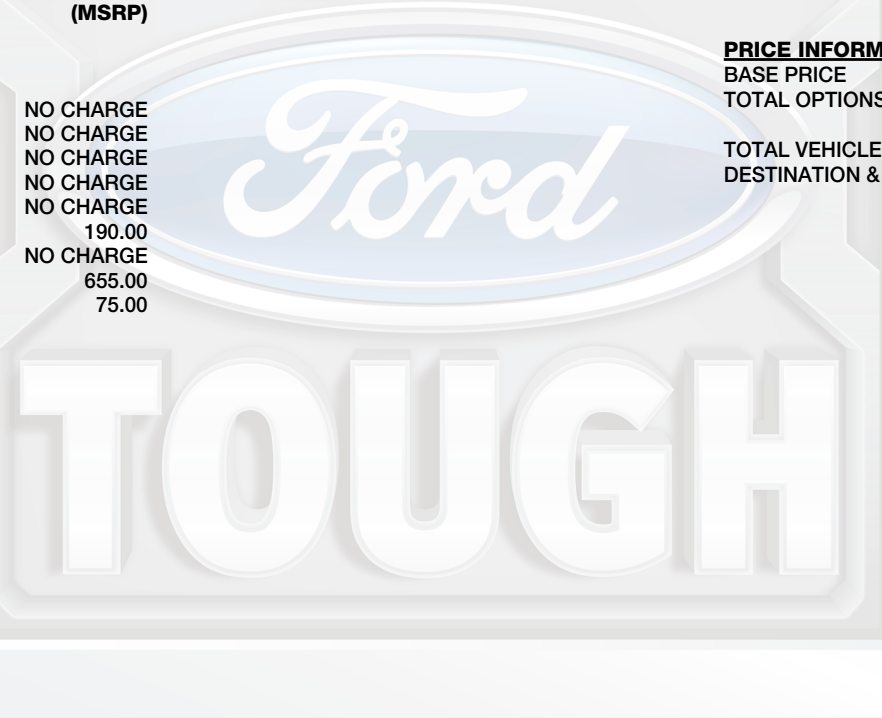 (MSRP)
NO CHARGE
NO CHARGE
NO CHARGE
NO CHARGE
NO CHARGE
190.00
NO CHARGE
655.00
75.00
PRICE INFORM
BASE PRICE
TOTAL OPTIONS
TOTAL VEHICLE
DESTINATION &
Ford
TOUGH